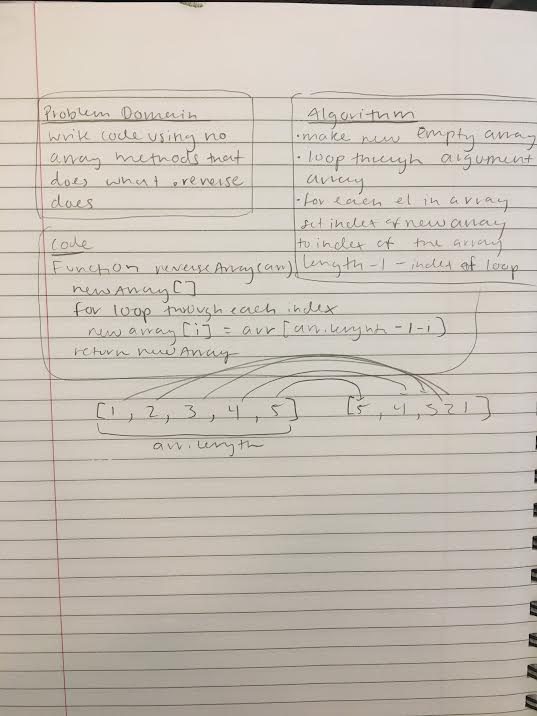 Problem Domain
write code using no
array methods that
does what .reverse
does
Algorithm
• make new Empty array
• loop through argument
array
• for each el in array
set index of new array
to index of the array
length - 1 - index of loop
Code
Function reverseArray(arr)
newArray[]
for loop through each index
new array [i] = arr [arr.lenght - 1 - i]
return newArray
[1, 2, 3, 4, 5] [5, 4, 3 2 1]
arr.length